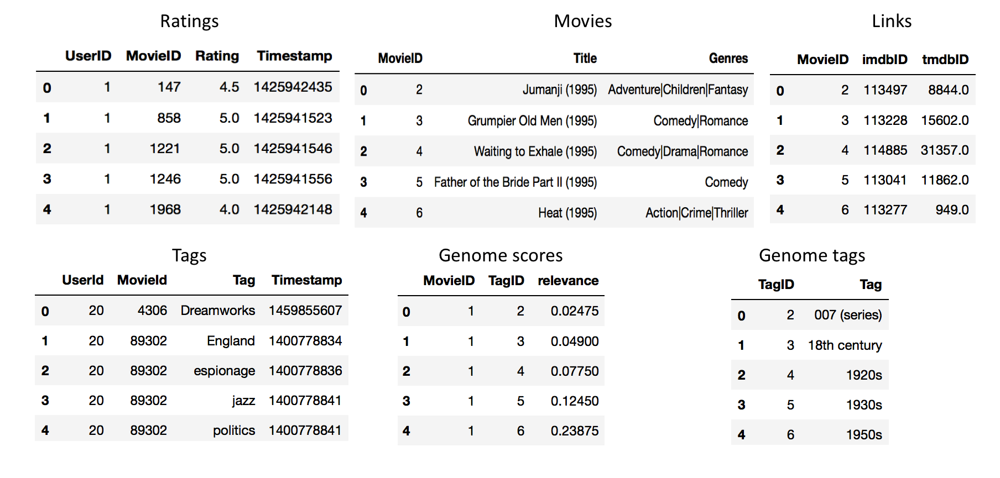 Ratings
UserID MovieID Rating Timestamp
0 1 147 4.5 1425942435
1 1 858 5.0 1425941523
2 1 1221 5.0 1425941546
3 1 1246 5.0 1425941556
4 1 1968 4.0 1425942148
Movies
MovieID Title Genres
0 2 Jumanji (1995) Adventure|Children|Fantasy
1 3 Grumpier Old Men (1995) Comedy|Romance
2 4 Waiting to Exhale (1995) Comedy|Drama|Romance
3 5 Father of the Bride Part II (1995) Comedy
4 6 Heat (1995) Action|Crime|Thriller
Links
MovieID imdbID tmdbID
0 2 113497 8844.0
1 3 113228 15602.0
2 4 114885 31357.0
3 5 113041 11862.0
4 6 113277 949.0
Tags
UserId MovieId Tag Timestamp
0 20 4306 Dreamworks 1459855607
1 20 89302 England 1400778834
2 20 89302 espionage 1400778836
3 20 89302 jazz 1400778841
4 20 89302 politics 1400778841
Genome scores
MovieID TagID relevance
0 1 2 0.02475
1 1 3 0.04900
2 1 4 0.07750
3 1 5 0.12450
4 1 6 0.23875
Genome tags
TagID Tag
0 2 007 (series)
1 3 18th century
2 4 1920s
3 5 1930s
4 6 1950s